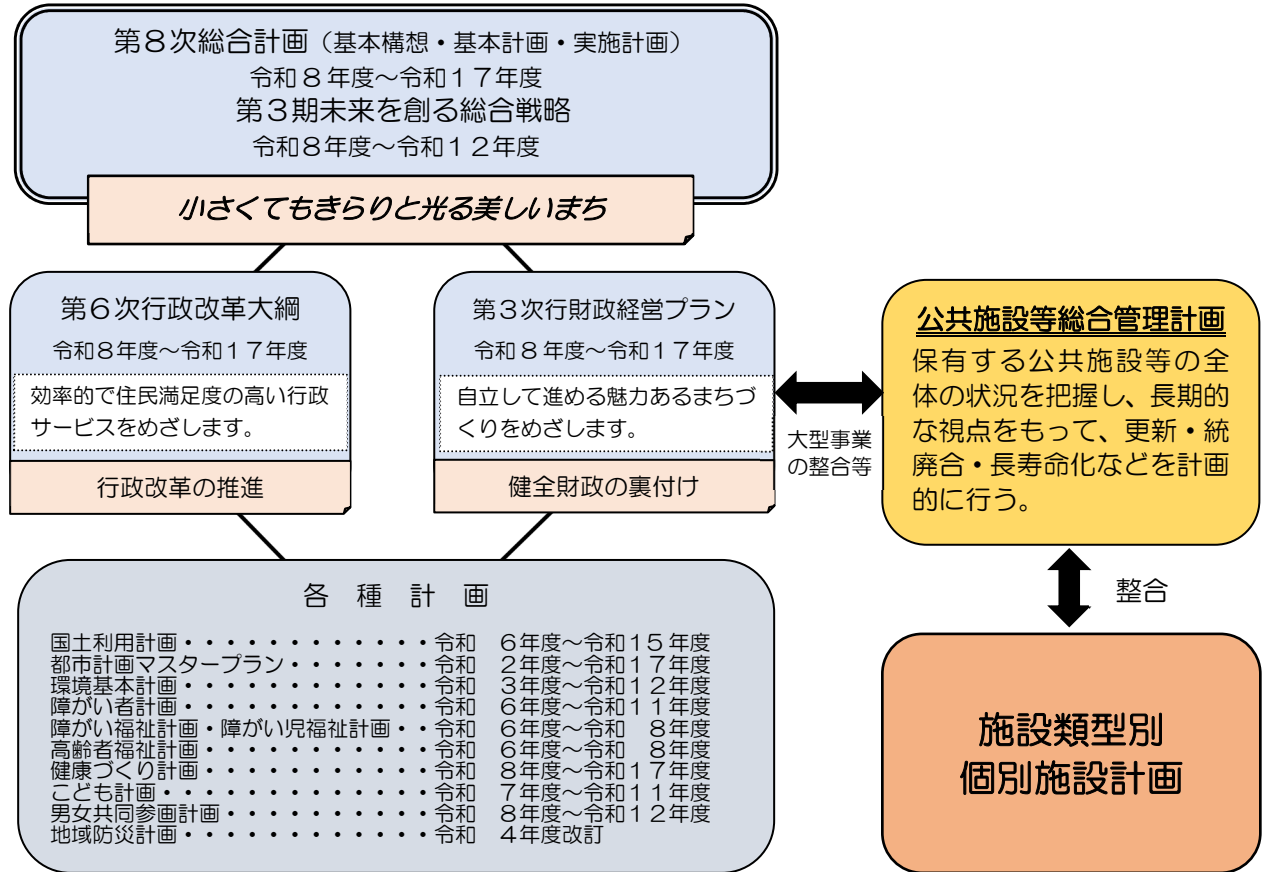 第８次総合計画（基本構想・基本計画・実施計画）
令和８年度～令和１７年度
第３期未来を創る総合戦略
令和８年度～令和１２年度
小さくてもきらりと光る美しいまち
第６次行政改革大綱
令和８年度～令和１７年度
効率的で住民満足度の高い行政
サービスをめざします。
行政改革の推進
第３次行財政経営プラン
令和８年度～令和１７年度
自立して進める魅力あるまちづ
くりをめざします。
健全財政の裏付け
大型事業
の整合等
公共施設等総合管理計画
保有する公共施設等の全
体の状況を把握し、長期的
な視点をもって、更新・統
廃合・長寿命化などを計画
的に行う。
整合
施設類型別
個別施設計画
各　種　計　画
国土利用計画・・・・・・・・・・・・令和　６年度～令和１５年度
都市計画マスタープラン・・・・・・・令和　２年度～令和１７年度
環境基本計画・・・・・・・・・・・・令和　３年度～令和１２年度
障がい者計画・・・・・・・・・・・・令和　６年度～令和１１年度
障がい福祉計画・障がい児福祉計画・・令和　６年度～令和　８年度
高齢者福祉計画・・・・・・・・・・・令和　６年度～令和　８年度
健康づくり計画・・・・・・・・・・・令和　８年度～令和１７年度
こども計画・・・・・・・・・・・・・令和　７年度～令和１１年度
男女共同参画計画・・・・・・・・・・令和　８年度～令和１２年度
地域防災計画・・・・・・・・・・・・令和　４年度改訂